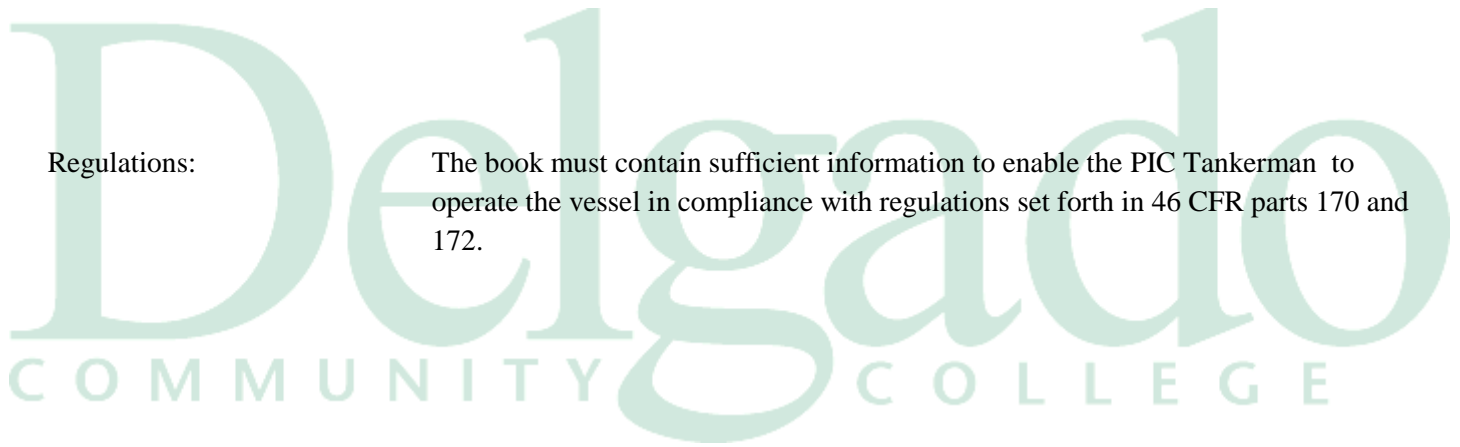 Delgado
COMMUNITY COLLEGE
Regulations: The book must contain sufficient information to enable the PIC Tankerman to
operate the vessel in compliance with regulations set forth in 46 CFR parts 170 and
172.